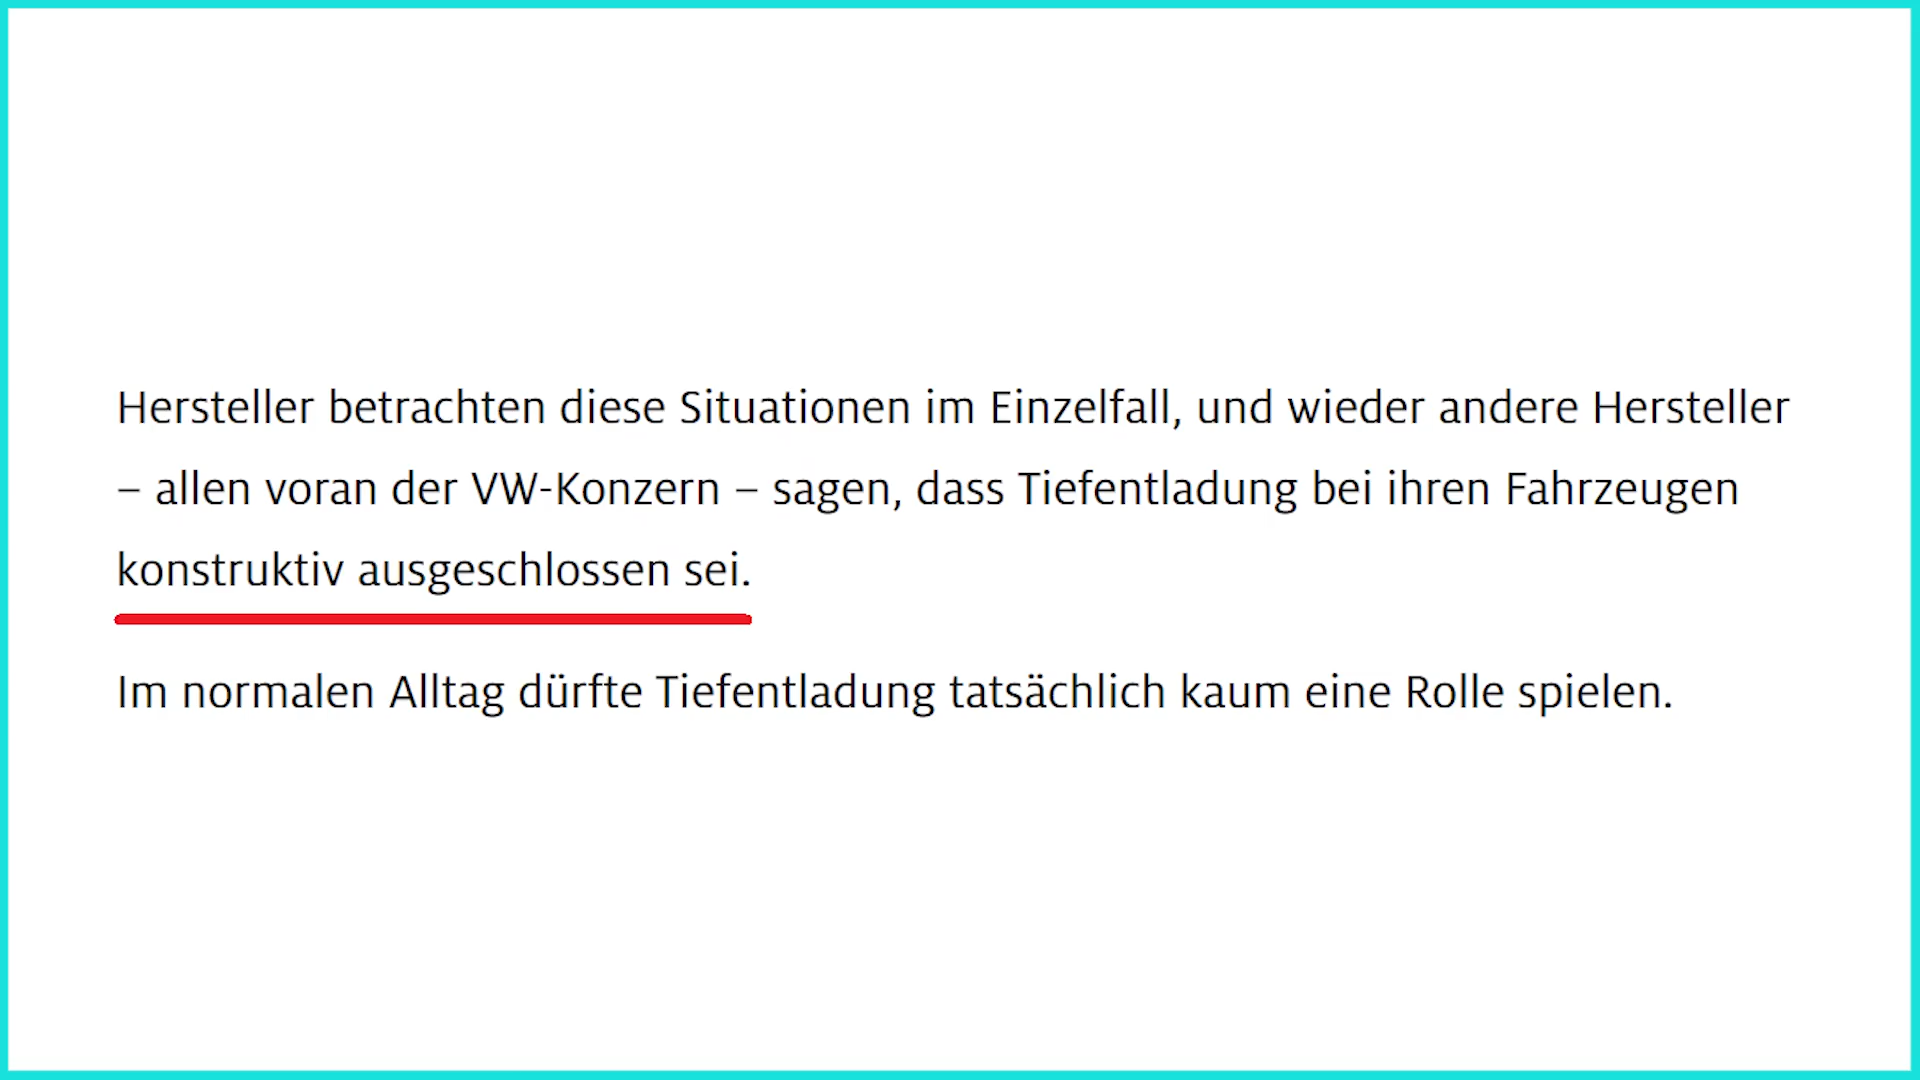 Hersteller betrachten diese Situationen im Einzelfall, und wieder andere Hersteller
– allen voran der VW-Konzern – sagen, dass Tiefentladung bei ihren Fahrzeugen
konstruktiv ausgeschlossen sei.
Im normalen Alltag dürfte Tiefentladung tatsächlich kaum eine Rolle spielen.